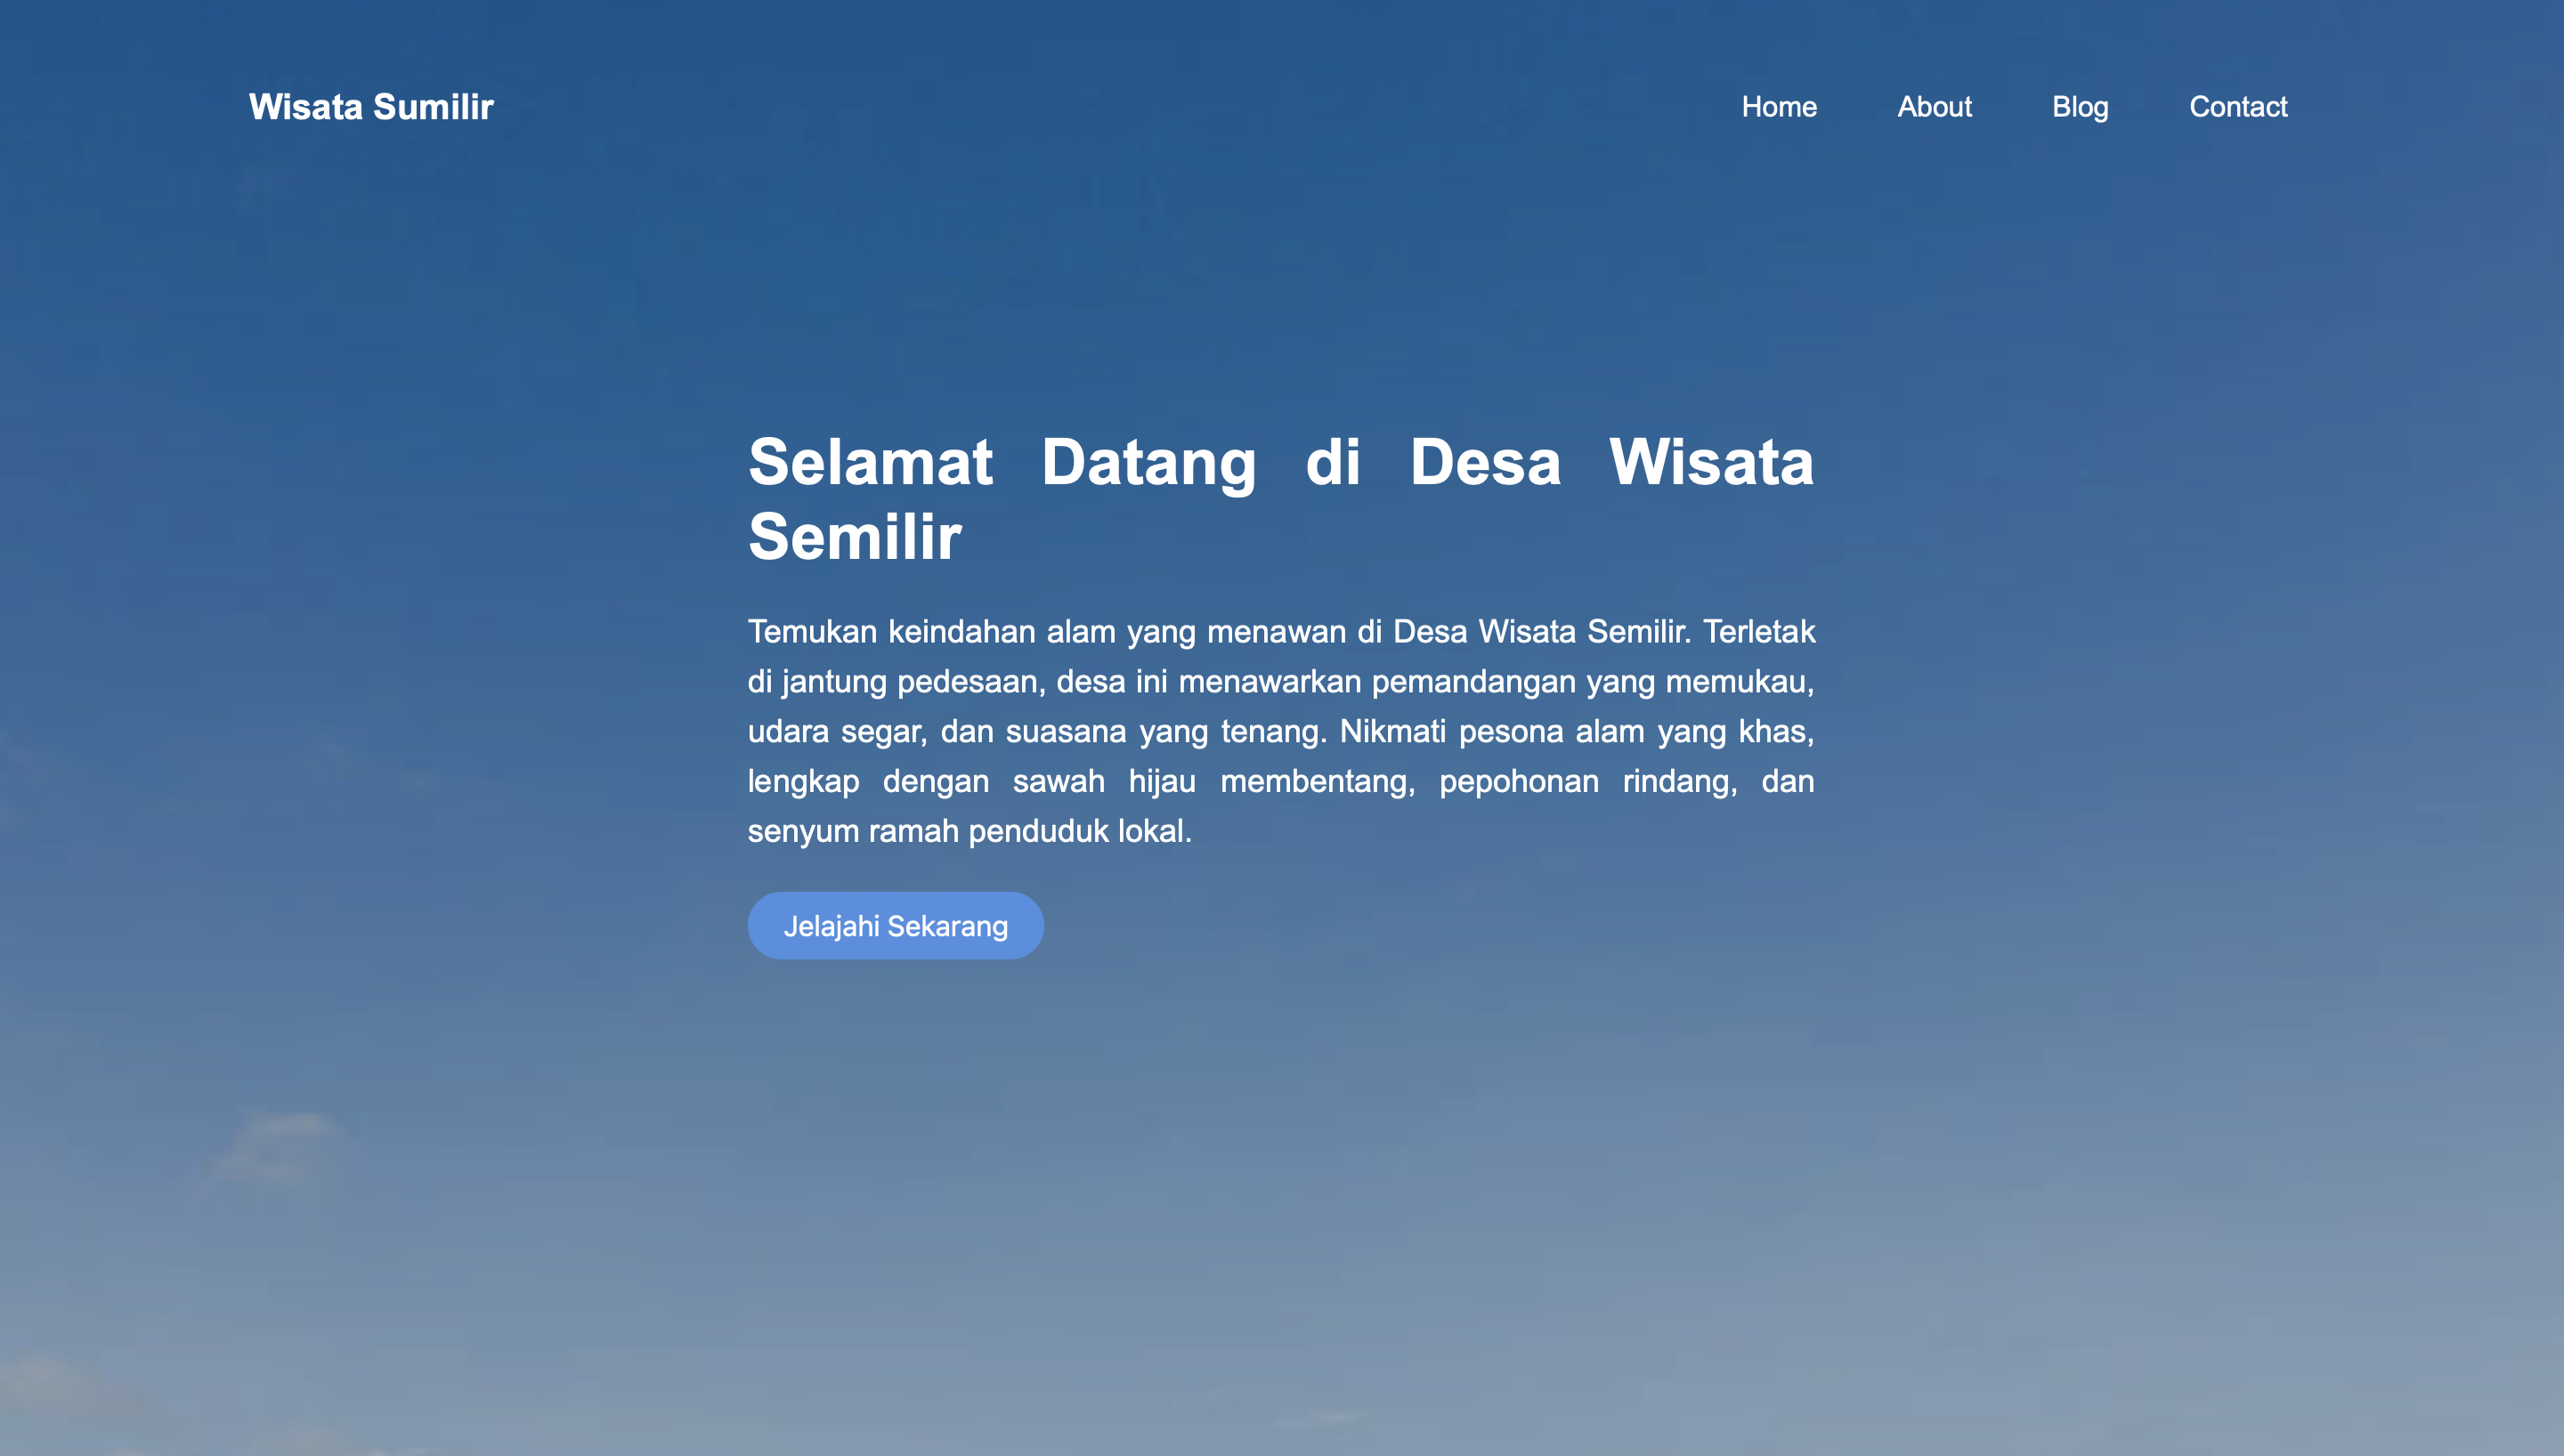 Wisata Sumilir
Home About Blog Contact
Selamat Datang di Desa Wisata
Semilir
Temukan keindahan alam yang menawan di Desa Wisata Semilir. Terletak
di jantung pedesaan, desa ini menawarkan pemandangan yang memukau,
udara segar, dan suasana yang tenang. Nikmati pesona alam yang khas,
lengkap dengan sawah hijau membentang, pepohonan rindang, dan
senyum ramah penduduk lokal.
Jelajahi Sekarang